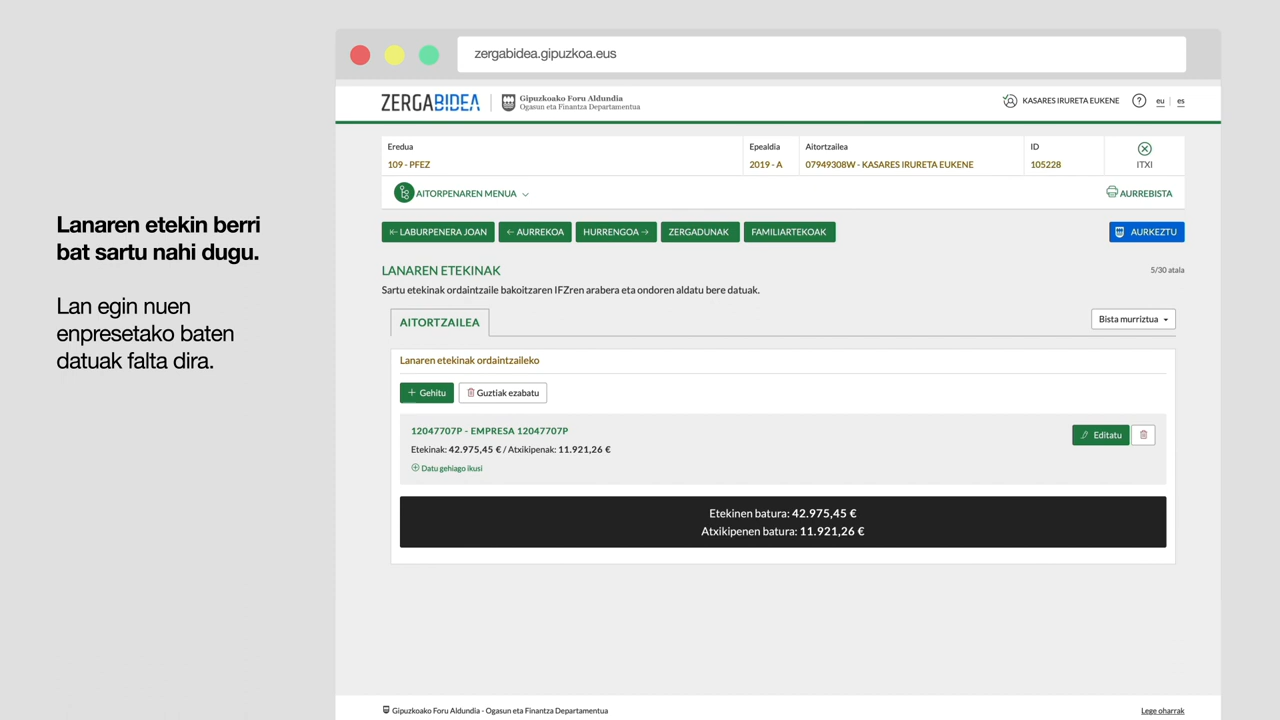 zergabidea.gipuzkoa.eus
ZERGABIDEA
Gipuzkoako Foru Aldundia
Ogasun eta Finantza Departamentua
KASARES IRURETA EUKENE
?
eu | es
Eredua
109 - PFEZ
Epealdia
2019 - A
Aitortzailea
07949308W - KASARES IRURETA EUKENE
ID
105228
ITXI
AITORPENAREN MENUA
AURREBISTA
Lanaren etekin berri
bat sartu nahi dugu.
Lan egin nuen
enpresetako baten
datuak falta dira.
LABURPENERA JOAN
AURREKOA
HURRENGOA
ZERGADUNAK
FAMILIARTEKOAK
AURKEZTU
LANAREN ETEKINAK
5/30 atala
Sartu etekinak ordaintzaile bakoitzaren IFZren arabera eta ondoren aldatu bere datuak.
AITORTZAILEA
Bista murriztua
Lanaren etekinak ordaintzaileko
+ Gehitu
Guztiak ezabatu
12047707P - EMPRESA 12047707P
Etekinak: 42.975,45 € / Atxikipenak: 11.921,26 €
Datu gehiago ikusi
Editatu
Etekinen batura: 42.975,45 €
Atxikipenen batura: 11.921,26 €
Gipuzkoako Foru Aldundia - Ogasun eta Finantza Departamentua
Lege oharrak